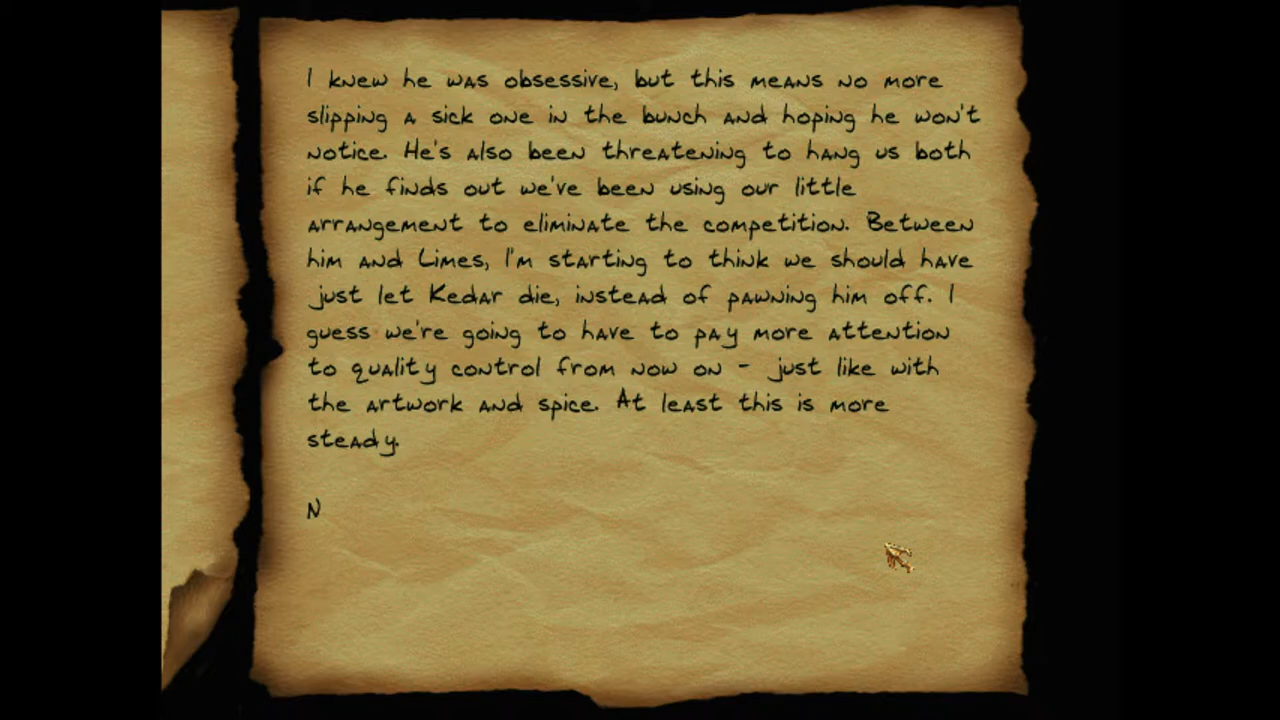 I knew he was obsessive, but this means no more
slipping a sick one in the bunch and hoping he won't
notice. He's also been threatening to hang us both
if he finds out we've been using our little
arrangement to eliminate the competition. Between
him and Limes, I'm starting to think we should have
just let Kedar die, instead of pawning him off. I
guess we're going to have to pay more attention
to quality control from now on - just like with
the artwork and spice. At least this is more
steady.
N